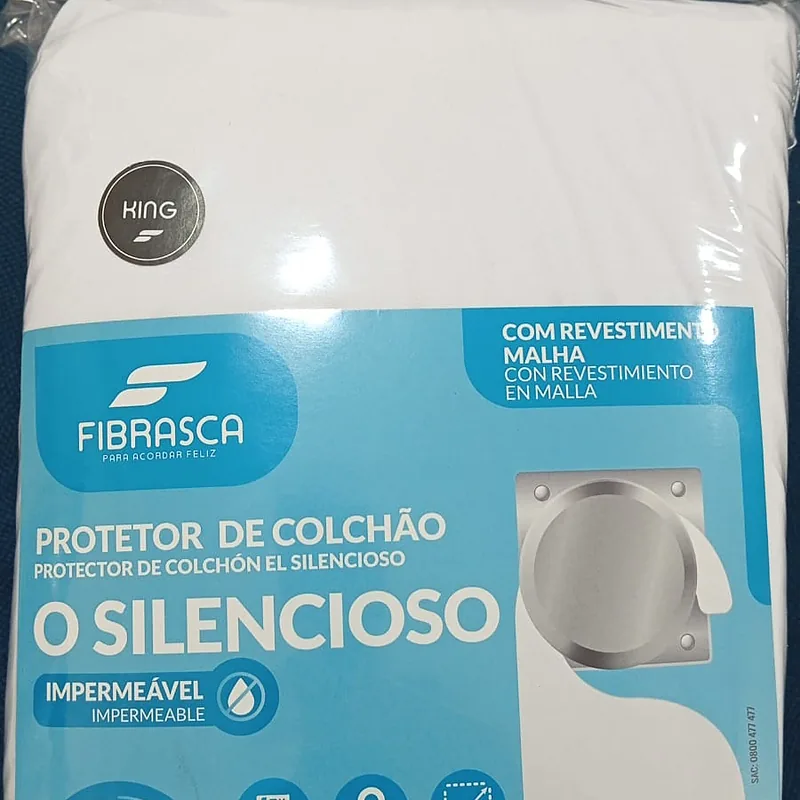 KING
COM REVESTIMENTO
MALHA
CON REVESTIMIENTO
EN MALLA
FIBRASCA
PARA ACORDAR FELIZ
PROTETOR DE COLCHÃO
PROTECTOR DE COLCHÓN EL SILENCIOSO
O SILENCIOSO
IMPERMEÁVEL
IMPERMEABLE
SAC: 0800 477 477